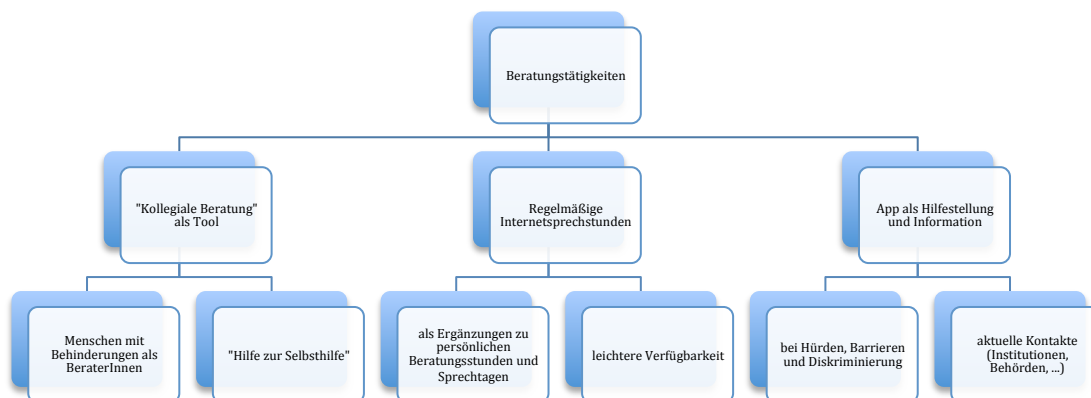 Beratungstätigkeiten
"Kollegiale Beratung"
als Tool
Regelmäßige
Internetsprechstunden
App als Hilfestellung
und Information
Menschen mit
Behinderungen als
BeraterInnen
"Hilfe zur Selbsthilfe"
als Ergänzungen zu
persönlichen
Beratungsstunden und
Sprechtagen
leichtere Verfügbarkeit
bei Hürden, Barrieren
und Diskriminierung
aktuelle Kontakte
(Institutionen,
Behörden, ...)